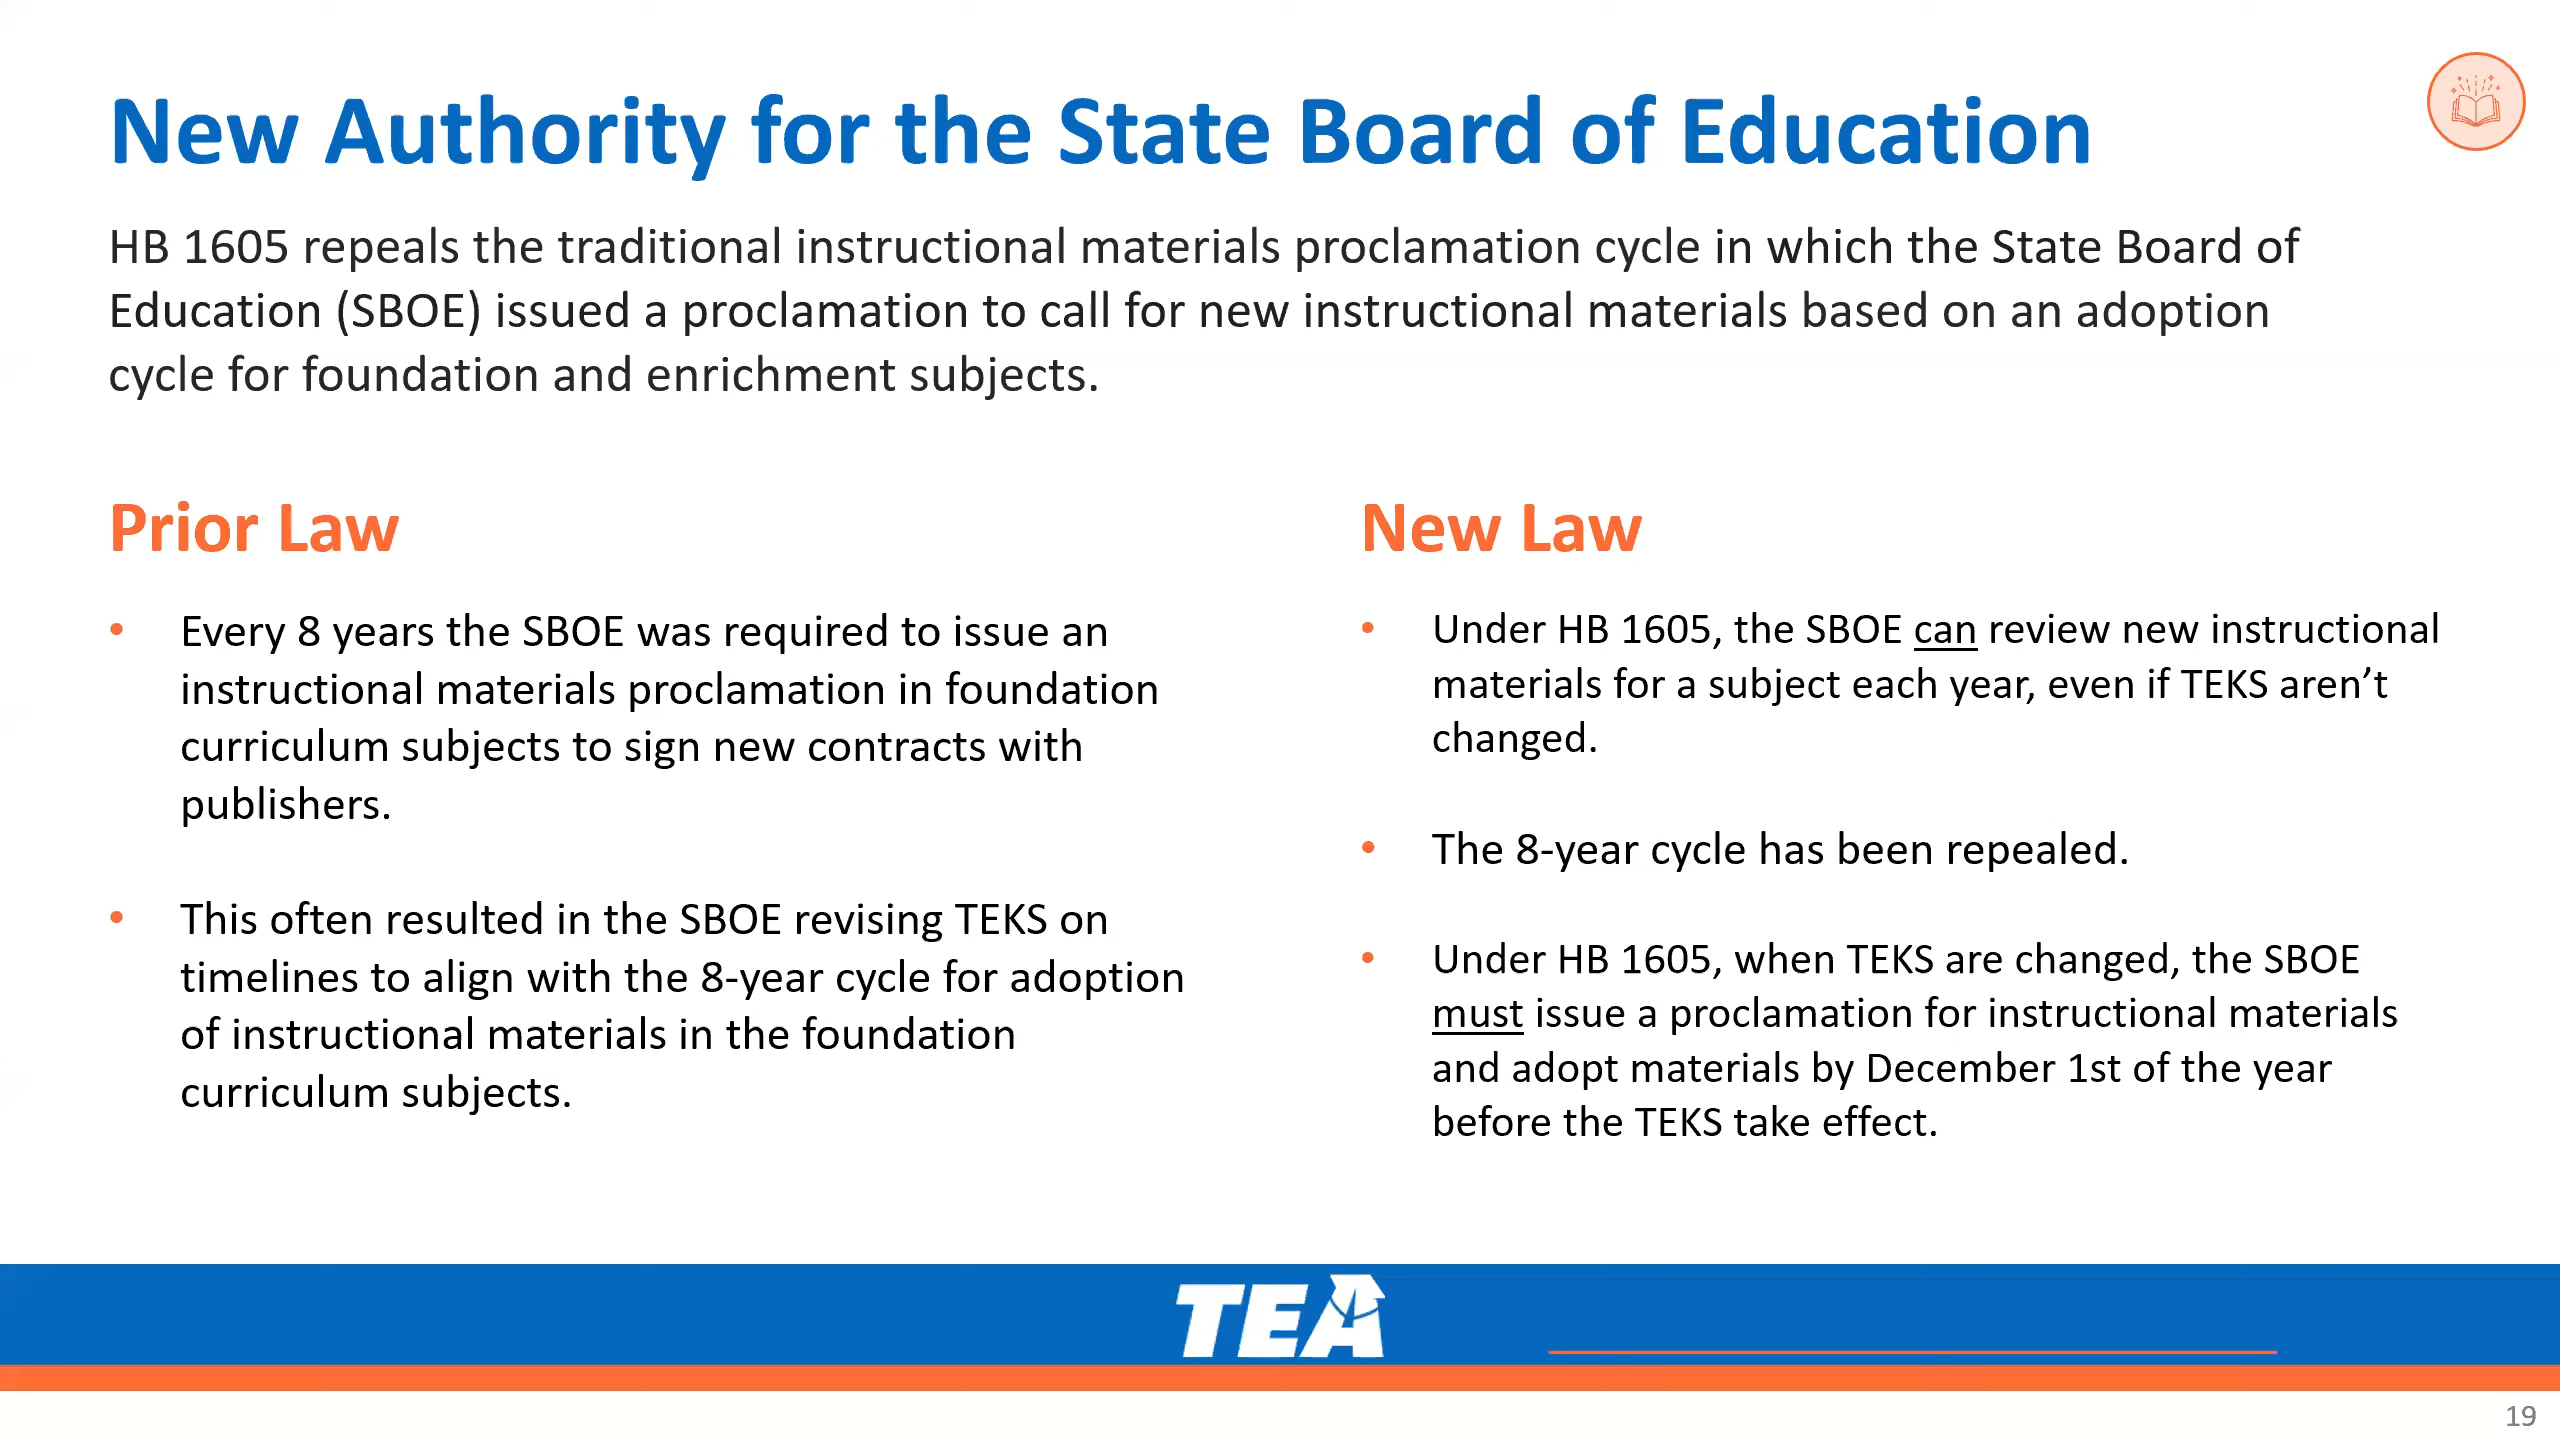 New Authority for the State Board of Education
HB 1605 repeals the traditional instructional materials proclamation cycle in which the State Board of
Education (SBOE) issued a proclamation to call for new instructional materials based on an adoption
cycle for foundation and enrichment subjects.
Prior Law
• Every 8 years the SBOE was required to issue an
instructional materials proclamation in foundation
curriculum subjects to sign new contracts with
publishers.
• This often resulted in the SBOE revising TEKS on
timelines to align with the 8-year cycle for adoption
of instructional materials in the foundation
curriculum subjects.
New Law
• Under HB 1605, the SBOE can review new instructional
materials for a subject each year, even if TEKS aren’t
changed.
• The 8-year cycle has been repealed.
• Under HB 1605, when TEKS are changed, the SBOE
must issue a proclamation for instructional materials
and adopt materials by December 1st of the year
before the TEKS take effect.
TEA
19